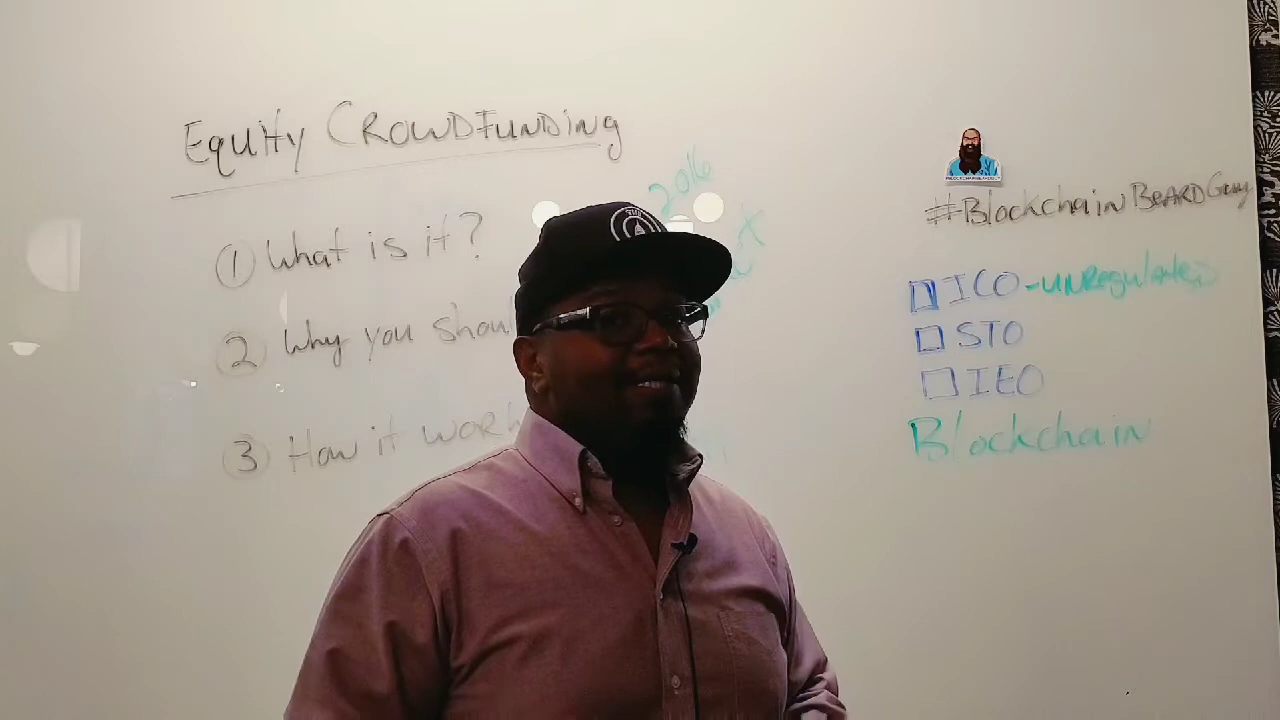 Equity CROWDFUNDING
2016
① What is it?
② Why you shoul
③ How it work
#BlockchainBEARDGuy
ICO-UNRegulated
STO
IEO
Blockchain